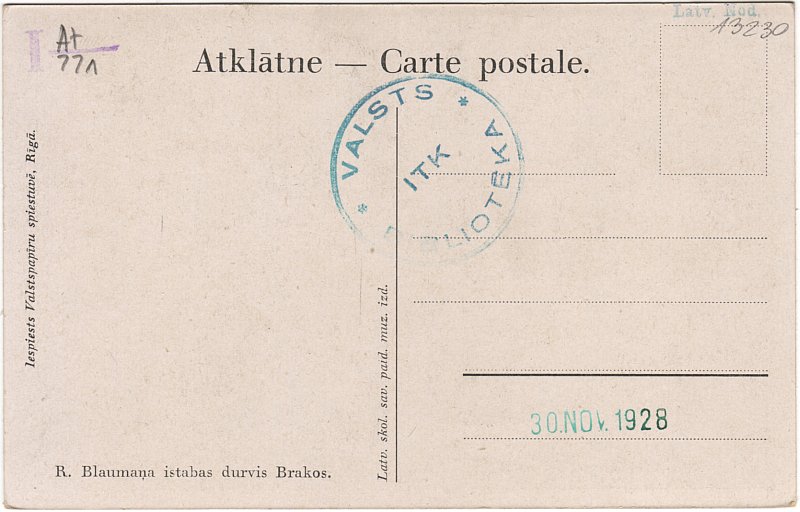 Latv. Nod.
A3230
I
At
771
Atklātne — Carte postale.
VALSTS BIBLIOTĒKA
ITK
Iespiests Valstspapīru spiestuvē, Rīgā.
Latv. skol. sav. paid. muz. izd.
30.NOV.1928
R. Blaumaņa istabas durvis Brakos.